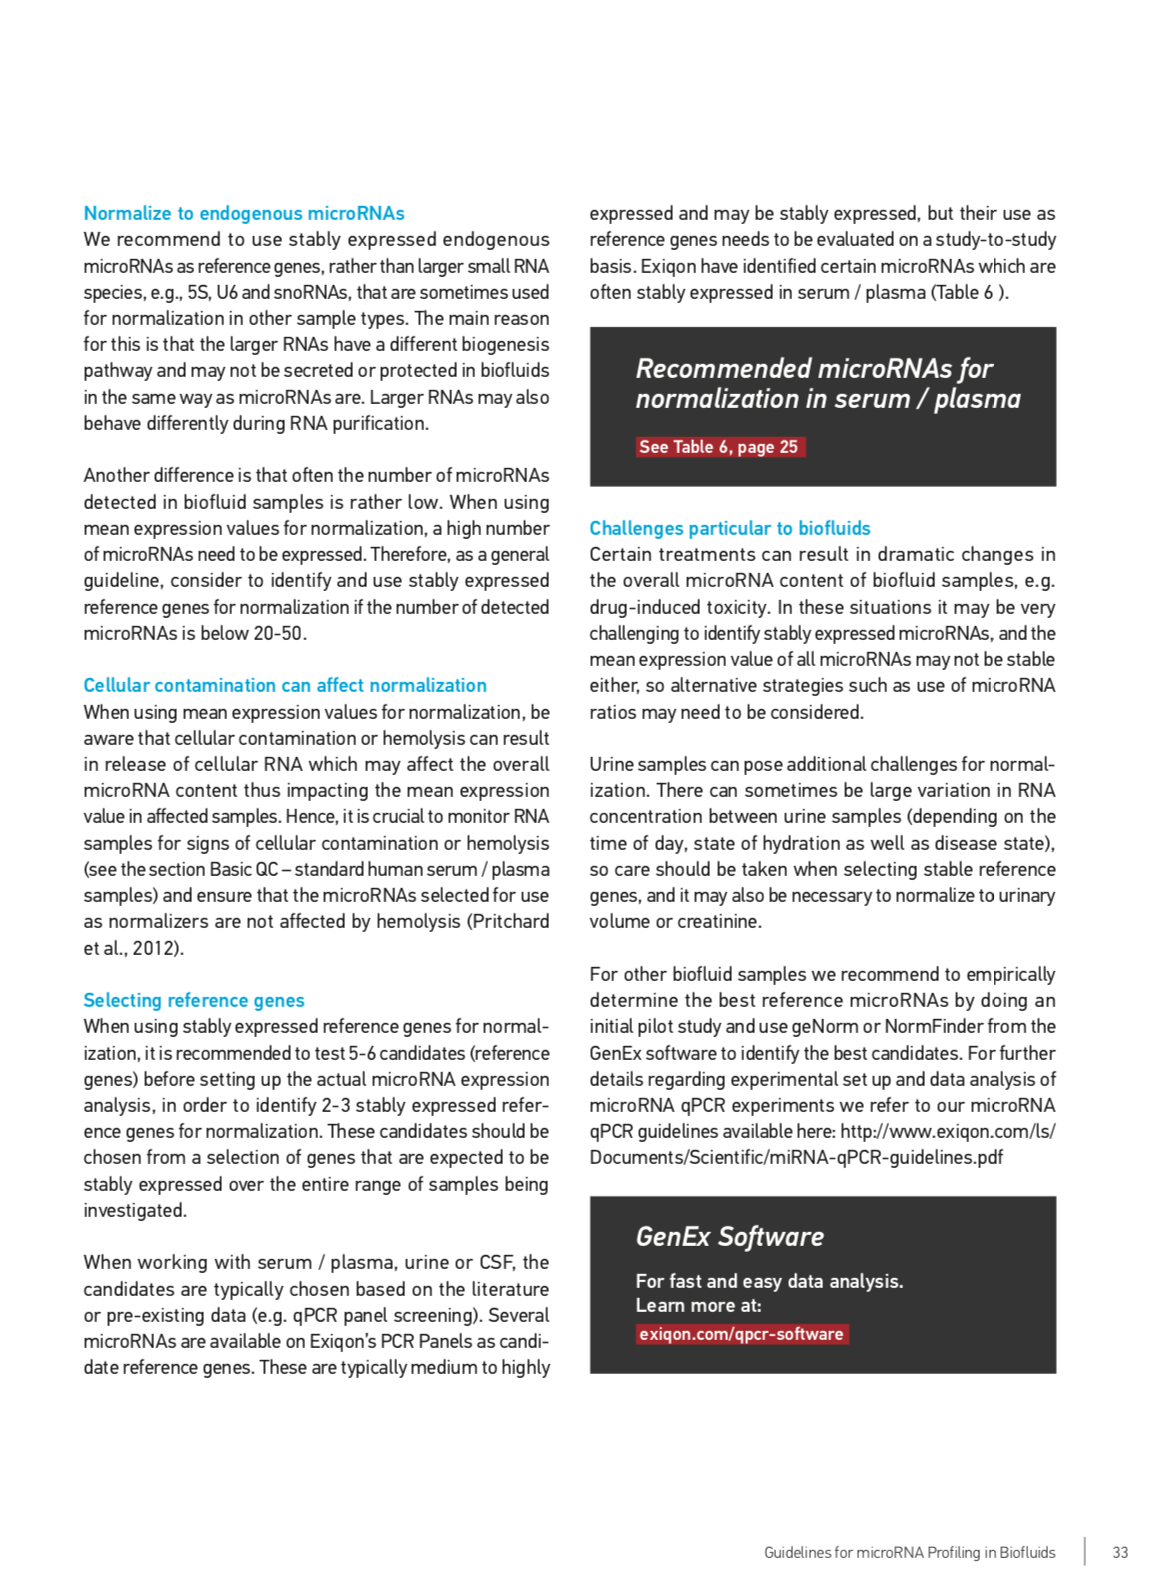 Normalize to endogenous microRNAs
We recommend to use stably expressed endogenous
microRNAs as reference genes, rather than larger small RNA
species, e.g., 5S, U6 and snoRNAs, that are sometimes used
for normalization in other sample types. The main reason
for this is that the larger RNAs have a different biogenesis
pathway and may not be secreted or protected in biofluids
in the same way as microRNAs are. Larger RNAs may also
behave differently during RNA purification.
Another difference is that often the number of microRNAs
detected in biofluid samples is rather low. When using
mean expression values for normalization, a high number
of microRNAs need to be expressed. Therefore, as a general
guideline, consider to identify and use stably expressed
reference genes for normalization if the number of detected
microRNAs is below 20-50.
Cellular contamination can affect normalization
When using mean expression values for normalization, be
aware that cellular contamination or hemolysis can result
in release of cellular RNA which may affect the overall
microRNA content thus impacting the mean expression
value in affected samples. Hence, it is crucial to monitor RNA
samples for signs of cellular contamination or hemolysis
(see the section Basic QC – standard human serum / plasma
samples) and ensure that the microRNAs selected for use
as normalizers are not affected by hemolysis (Pritchard
et al., 2012).
Selecting reference genes
When using stably expressed reference genes for normal-
ization, it is recommended to test 5-6 candidates (reference
genes) before setting up the actual microRNA expression
analysis, in order to identify 2-3 stably expressed refer-
ence genes for normalization. These candidates should be
chosen from a selection of genes that are expected to be
stably expressed over the entire range of samples being
investigated.
When working with serum / plasma, urine or CSF, the
candidates are typically chosen based on the literature
or pre-existing data (e.g. qPCR panel screening). Several
microRNAs are available on Exiqon's PCR Panels as candi-
date reference genes. These are typically medium to highly
expressed and may be stably expressed, but their use as
reference genes needs to be evaluated on a study-to-study
basis. Exiqon have identified certain microRNAs which are
often stably expressed in serum / plasma (Table 6 ).
Recommended microRNAs for
normalization in serum / plasma
See Table 6, page 25
Challenges particular to biofluids
Certain treatments can result in dramatic changes in
the overall microRNA content of biofluid samples, e.g.
drug-induced toxicity. In these situations it may be very
challenging to identify stably expressed microRNAs, and the
mean expression value of all microRNAs may not be stable
either, so alternative strategies such as use of microRNA
ratios may need to be considered.
Urine samples can pose additional challenges for normal-
ization. There can sometimes be large variation in RNA
concentration between urine samples (depending on the
time of day, state of hydration as well as disease state),
so care should be taken when selecting stable reference
genes, and it may also be necessary to normalize to urinary
volume or creatinine.
For other biofluid samples we recommend to empirically
determine the best reference microRNAs by doing an
initial pilot study and use geNorm or NormFinder from the
GenEx software to identify the best candidates. For further
details regarding experimental set up and data analysis of
microRNA qPCR experiments we refer to our microRNA
qPCR guidelines available here: http://www.exiqon.com/ls/
Documents/Scientific/miRNA-qPCR-guidelines.pdf
GenEx Software
For fast and easy data analysis.
Learn more at:
exiqon.com/qpcr-software
Guidelines for microRNA Profiling in Biofluids
33